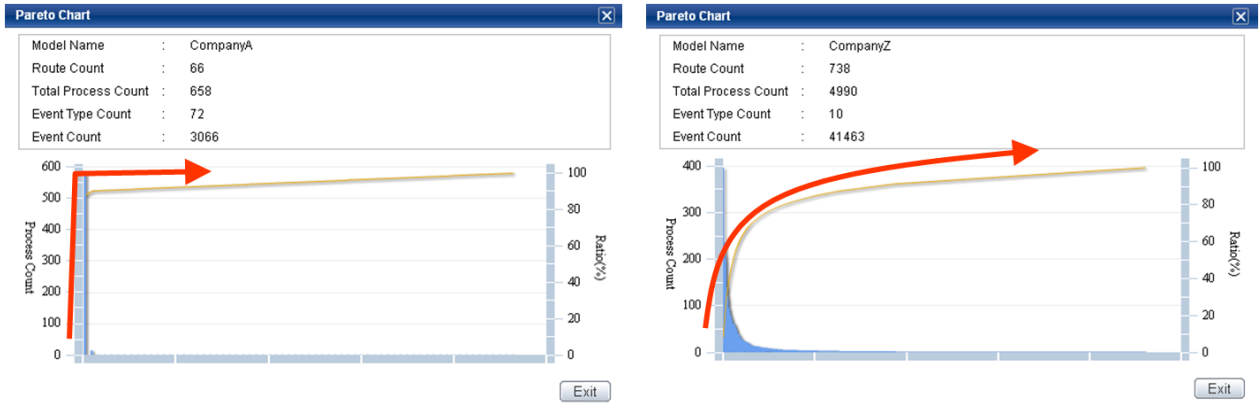 Pareto Chart
Model Name : CompanyA
Route Count : 66
Total Process Count : 658
Event Type Count : 72
Event Count : 3066
600
500
400
300
200
100
0
Process Count
100
80
60
40
20
0
Ratio(%)
Exit
Pareto Chart
Model Name : CompanyZ
Route Count : 738
Total Process Count : 4990
Event Type Count : 10
Event Count : 41463
400
300
200
100
0
Process Count
100
80
60
40
20
0
Ratio(%)
Exit